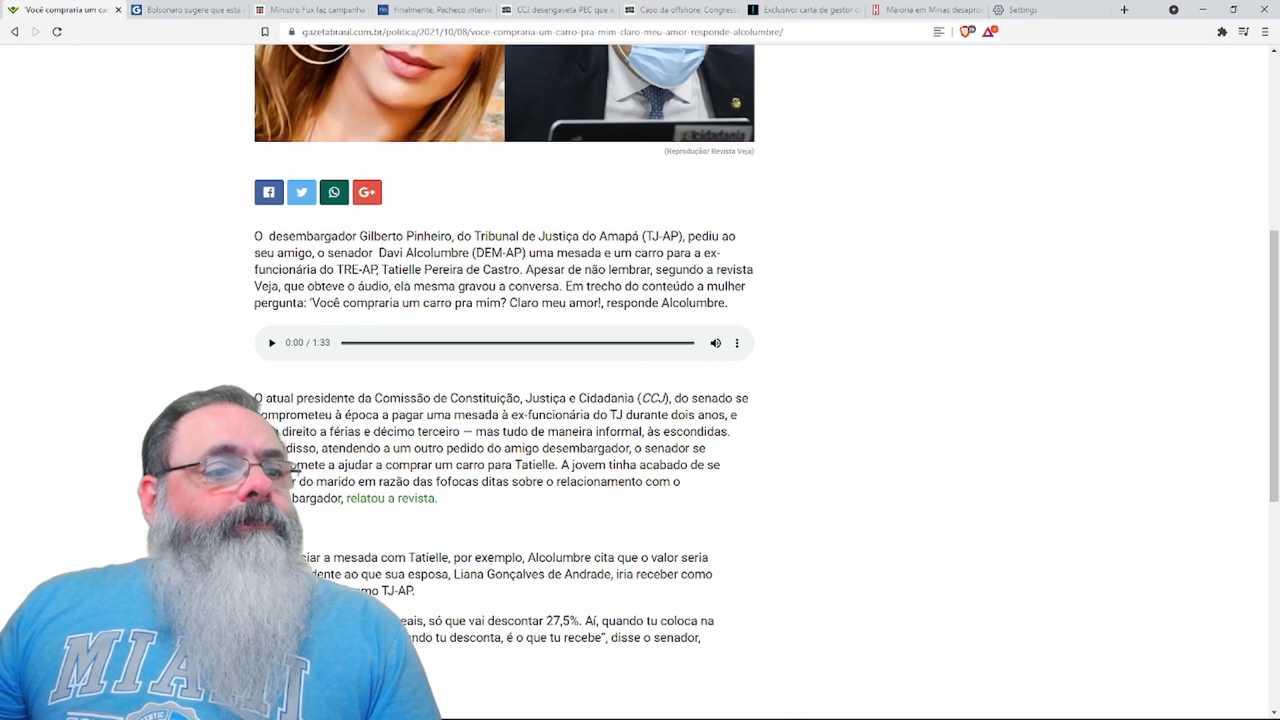 Você compraria um car
Bolsonaro sugere que está
Ministro Fux faz campanha
Finalmente, Pacheco interv
CCJ desengaveta PEC que a
Caso da offshore: Congress
Exclusivo: carta de gestor co
Maioria em Minas desapro
Settings
gazetabrasil.com.br/politica/2021/10/08/voce-compraria-um-carro-pra-mim-claro-meu-amor-responde-alcolumbre/
cidadania
(Reprodução/ Revista Veja)
G+
O desembargador Gilberto Pinheiro, do Tribunal de Justiça do Amapá (TJ-AP), pediu ao
seu amigo, o senador Davi Alcolumbre (DEM-AP) uma mesada e um carro para a ex-
funcionária do TRE-AP, Tatielle Pereira de Castro. Apesar de não lembrar, segundo a revista
Veja, que obteve o áudio, ela mesma gravou a conversa. Em trecho do conteúdo a mulher
pergunta: ‘Você compraria um carro pra mim? Claro meu amor!, responde Alcolumbre.
0:00 / 1:33
O atual presidente da Comissão de Constituição, Justiça e Cidadania (CCJ), do senado se
omprometeu à época a pagar uma mesada à ex-funcionária do TJ durante dois anos, e
direito a férias e décimo terceiro — mas tudo de maneira informal, às escondidas.
disso, atendendo a um outro pedido do amigo desembargador, o senador se
omete a ajudar a comprar um carro para Tatielle. A jovem tinha acabado de se
r do marido em razão das fofocas ditas sobre o relacionamento com o
bargador, relatou a revista.
ciar a mesada com Tatielle, por exemplo, Alcolumbre cita que o valor seria
dente ao que sua esposa, Liana Gonçalves de Andrade, iria receber como
mo TJ-AP.
eais, só que vai descontar 27,5%. Aí, quando tu coloca na
ndo tu desconta, é o que tu recebe”, disse o senador,
MIAMI